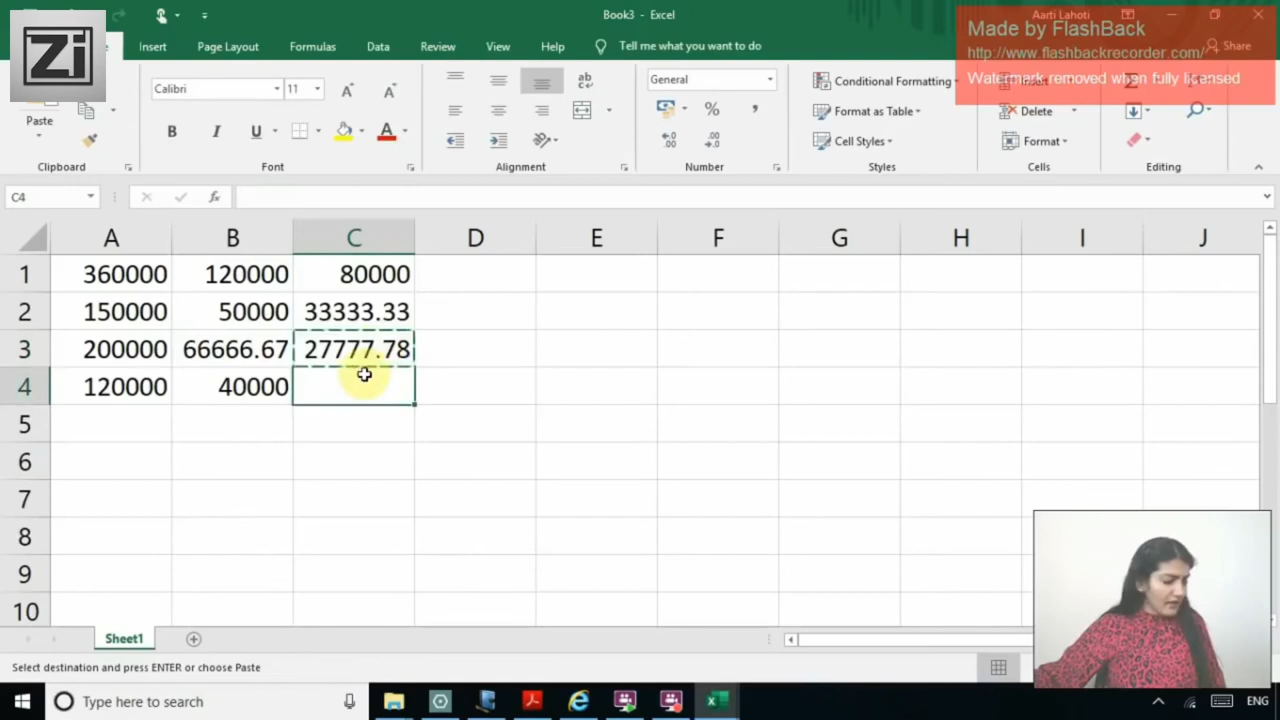 Book3 - Excel
Aarti Lahoti
Made by FlashBack
http://www.flashbackrecorder.com/
Watermark removed when fully licensed
Zi
Insert
Page Layout
Formulas
Data
Review
View
Help
Tell me what you want to do
Share
Paste
Calibri
11
B I U
ab
General
Conditional Formatting
Format as Table
Cell Styles
Insert
Delete
Format
Clipboard
Font
Alignment
Number
Styles
Cells
Editing
C4
fx
A B C D E F G H I J
1 360000 120000 80000
2 150000 50000 33333.33
3 200000 66666.67 27777.78
4 120000 40000
5
6
7
8
9
10
Sheet1
Select destination and press ENTER or choose Paste
Type here to search
ENG